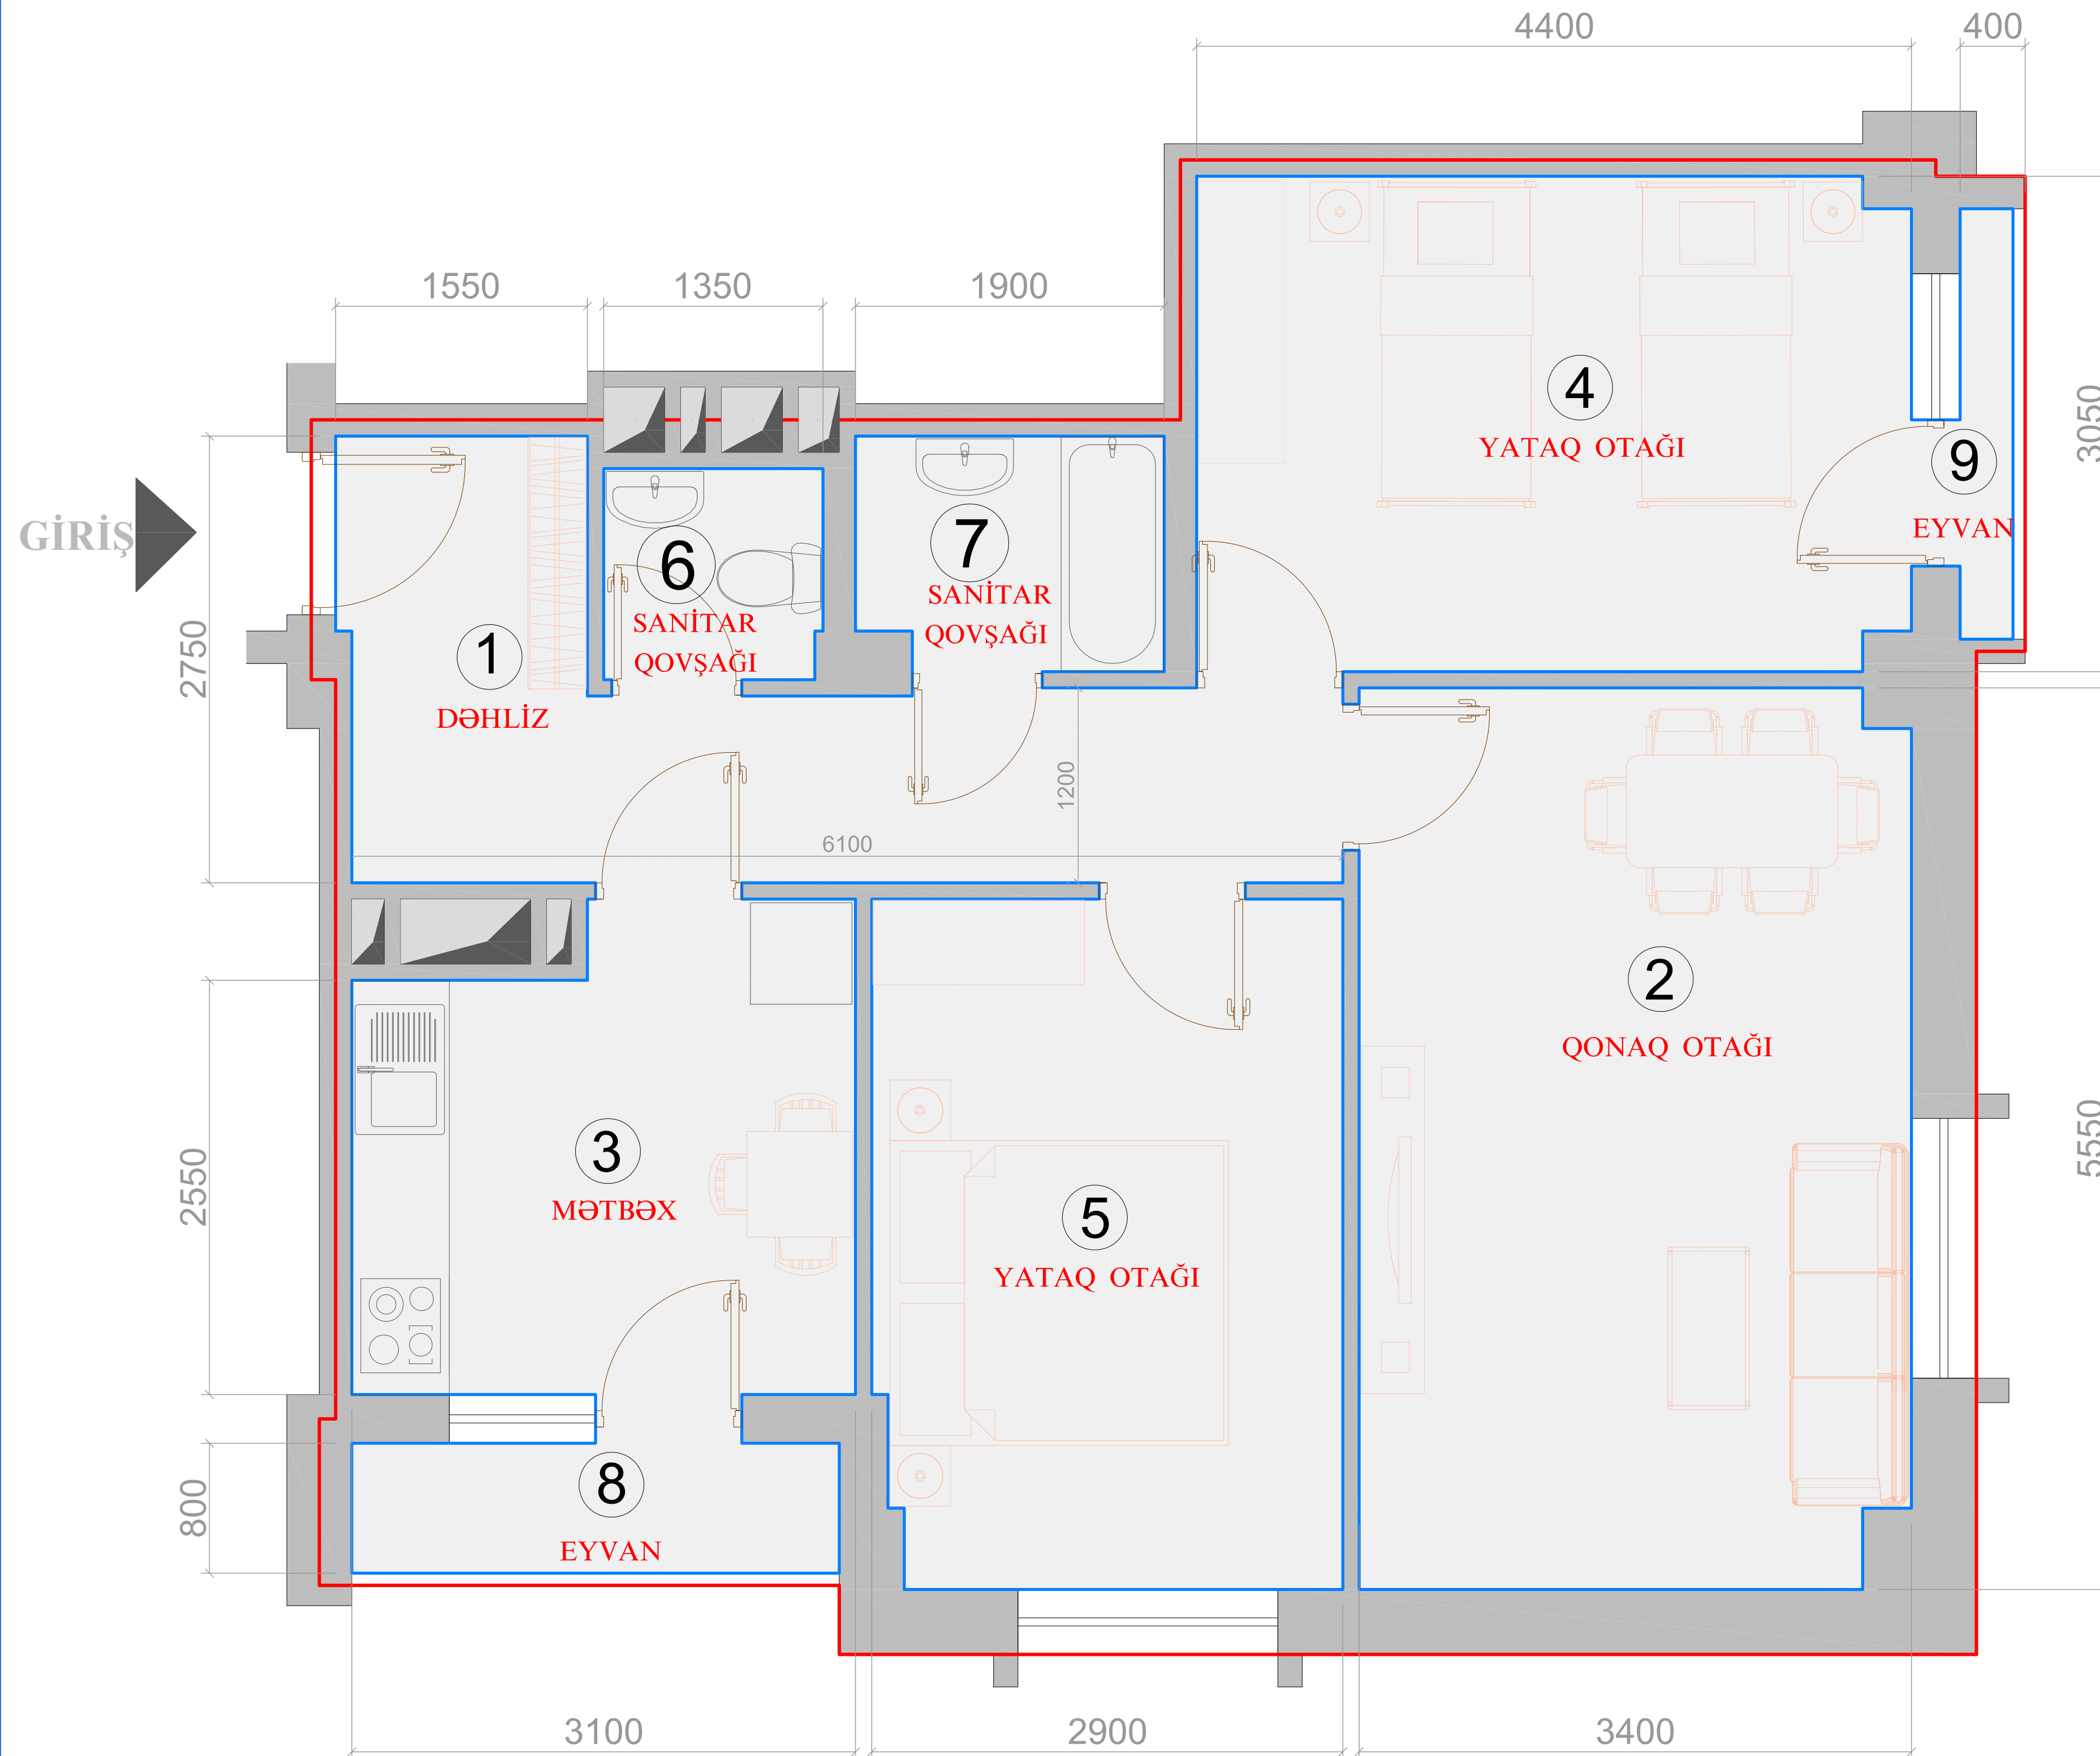 4400
400
1550
1350
1900
4
YATAQ OTAĞI
3050
9
EYVAN
GİRİŞ
6
SANİTAR
QOVŞAĞI
7
SANİTAR
QOVŞAĞI
1
DƏHLİZ
2750
1200
6100
2
QONAQ OTAĞI
5550
3
MƏTBƏX
2550
5
YATAQ OTAĞI
8
EYVAN
800
3100
2900
3400